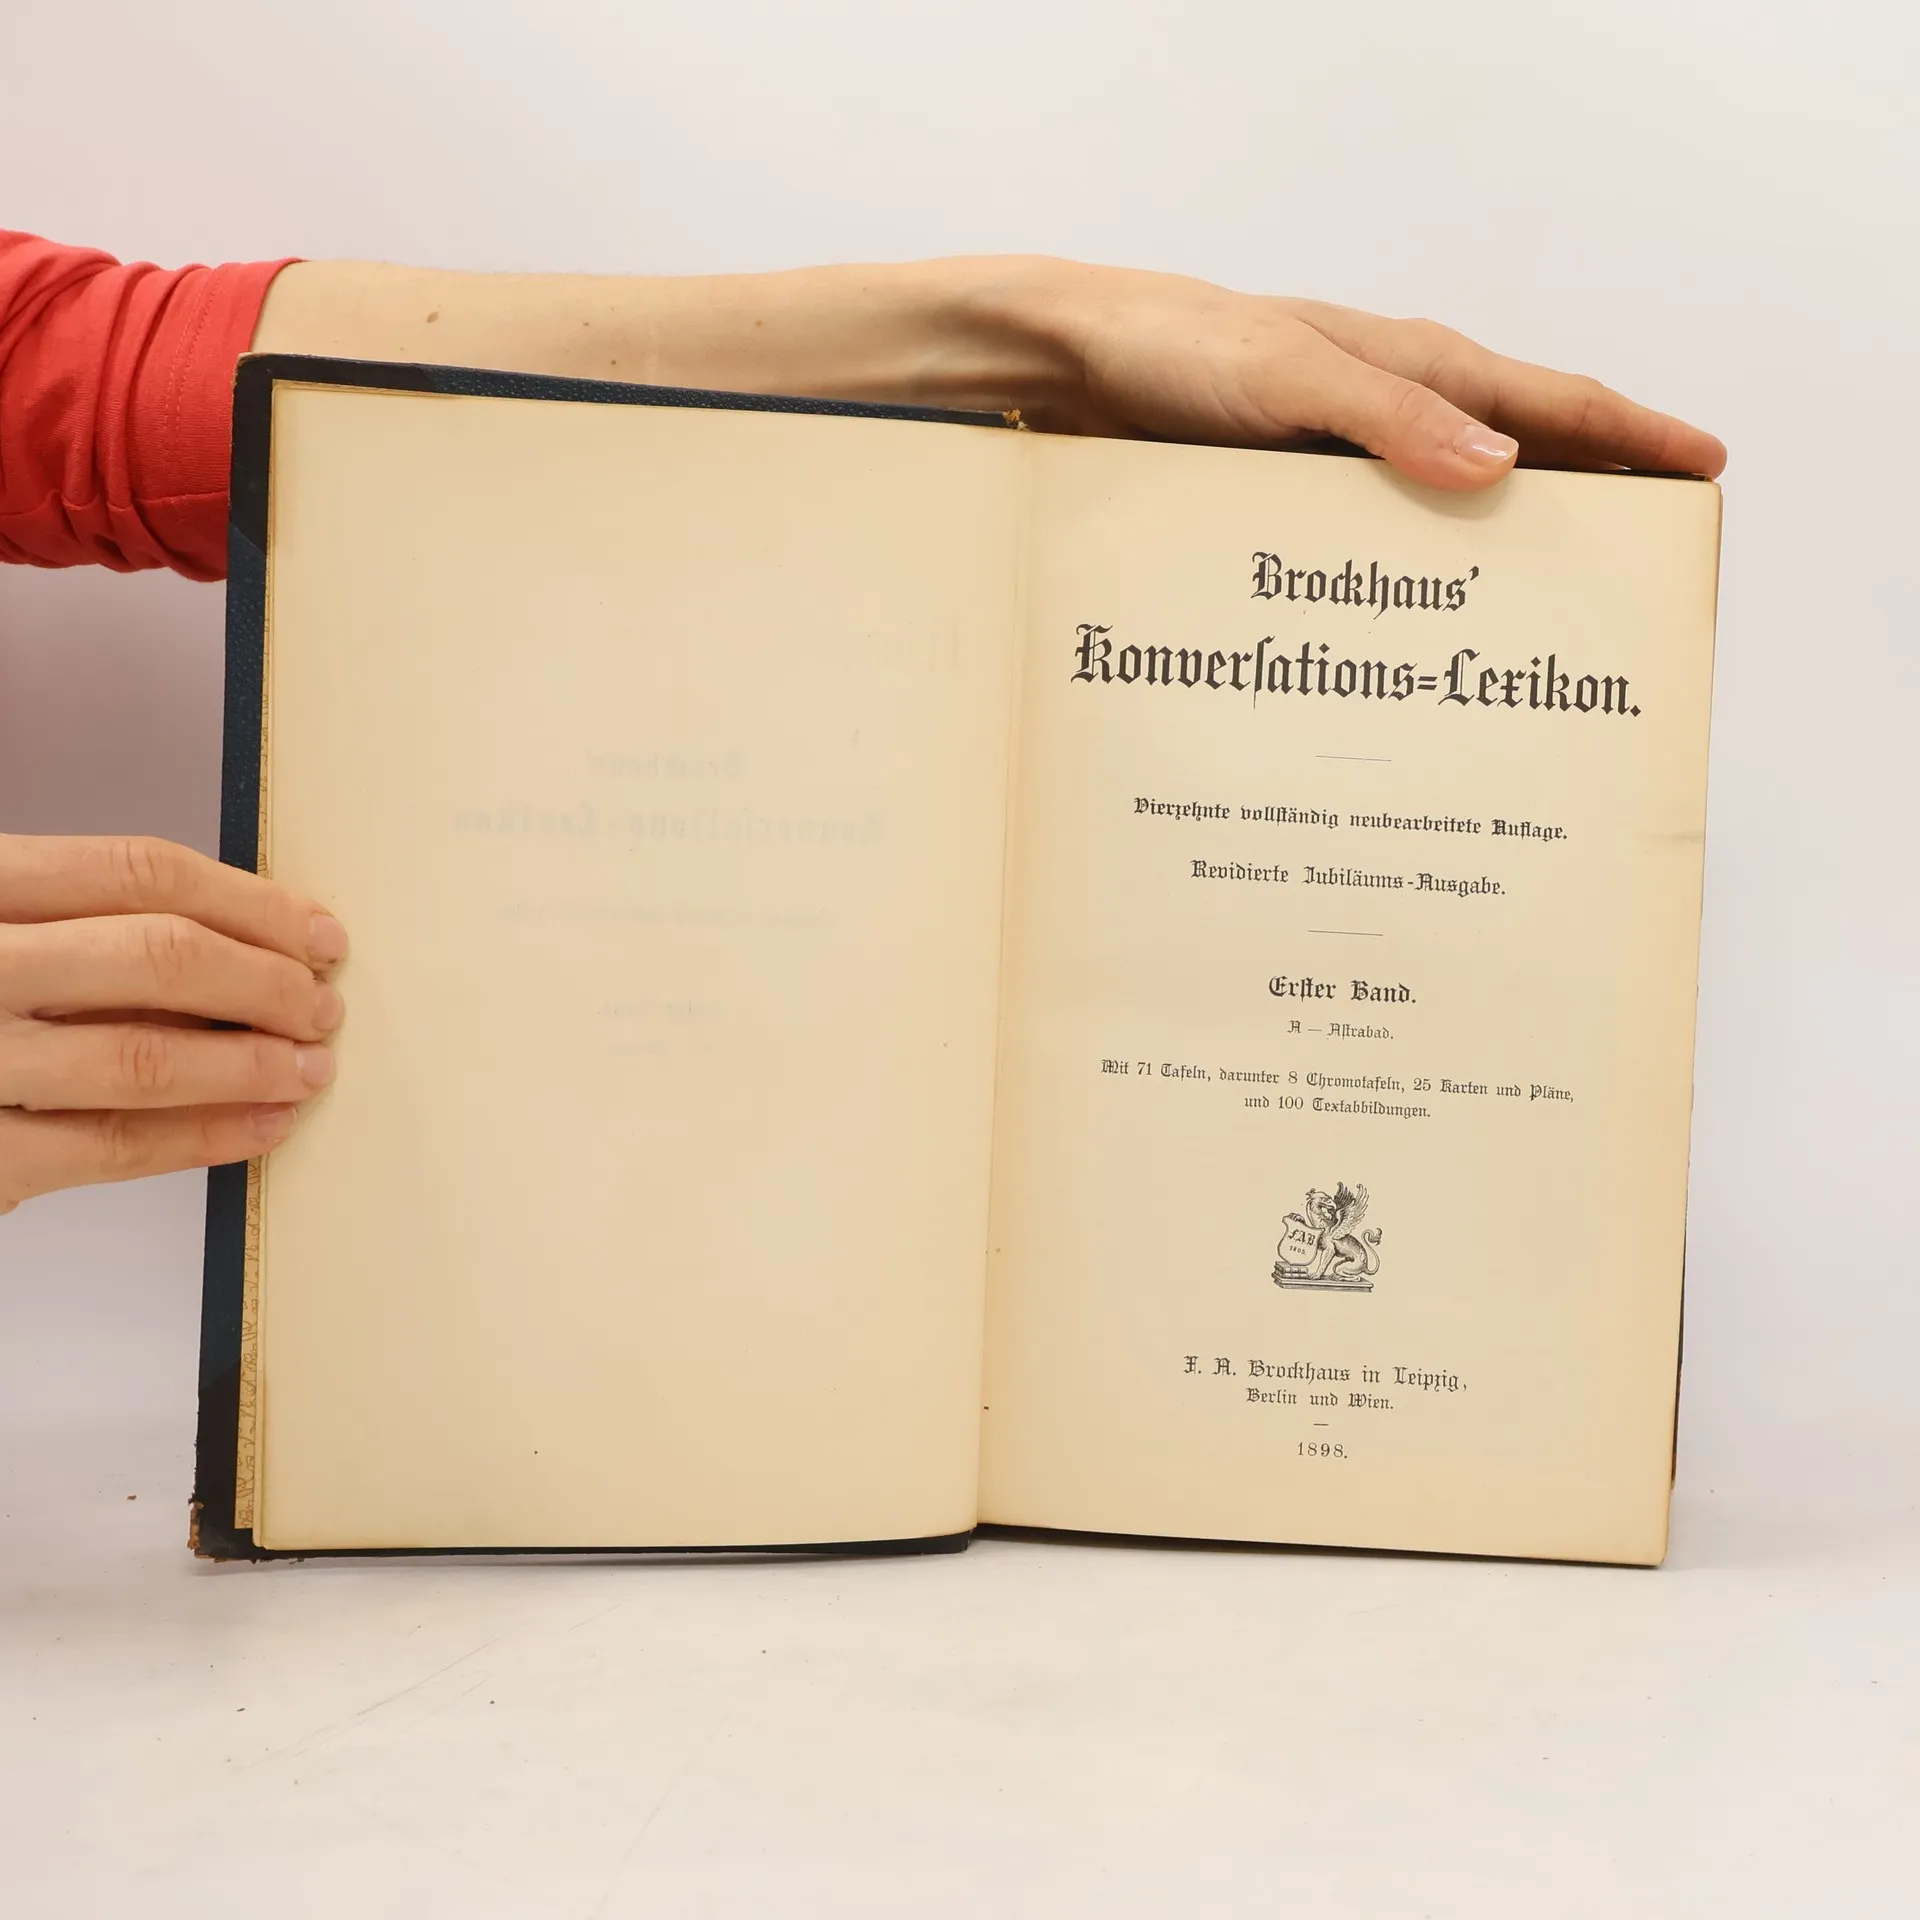 Brockhaus’
Konverſations=Lexikon.
Vierzehnte vollſtändig neubearbeitete Auflage.
Revidierte Jubiläums-Ausgabe.
Erſter Band.
A — Aſtrabad.
Mit 71 Tafeln, darunter 8 Chromotafeln, 25 Karten und Pläne,
und 100 Textabbildungen.
F.A.B
1805.
F. A. Brockhaus in Leipzig,
Berlin und Wien.
1898.